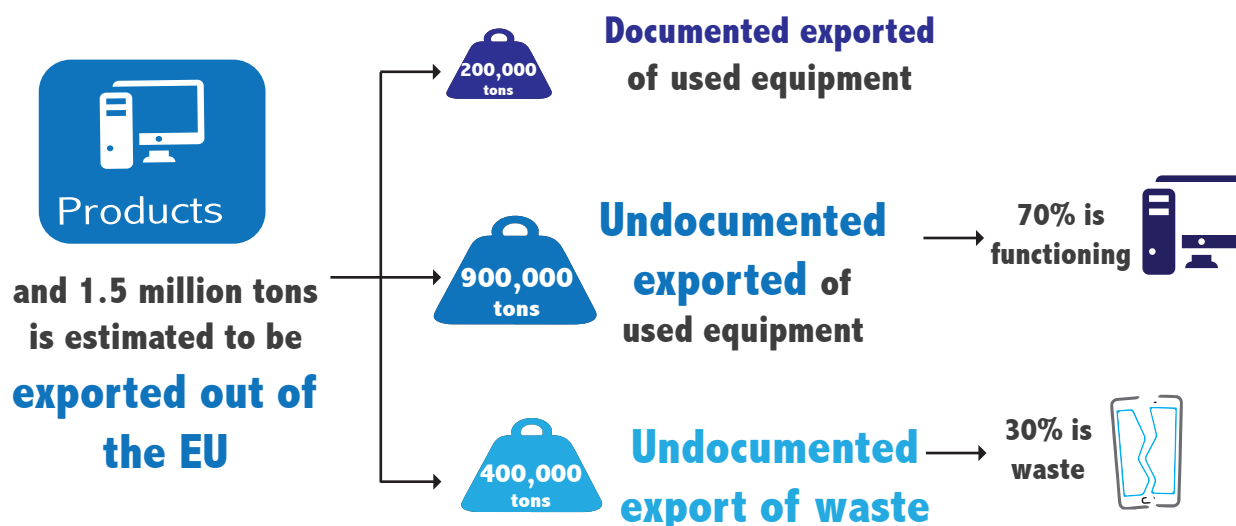 Products
and 1.5 million tons
is estimated to be
exported out of
the EU
200,000
tons
Documented exported
of used equipment
900,000
tons
Undocumented
exported of
used equipment
70% is
functioning
400,000
tons
Undocumented
export of waste
30% is
waste